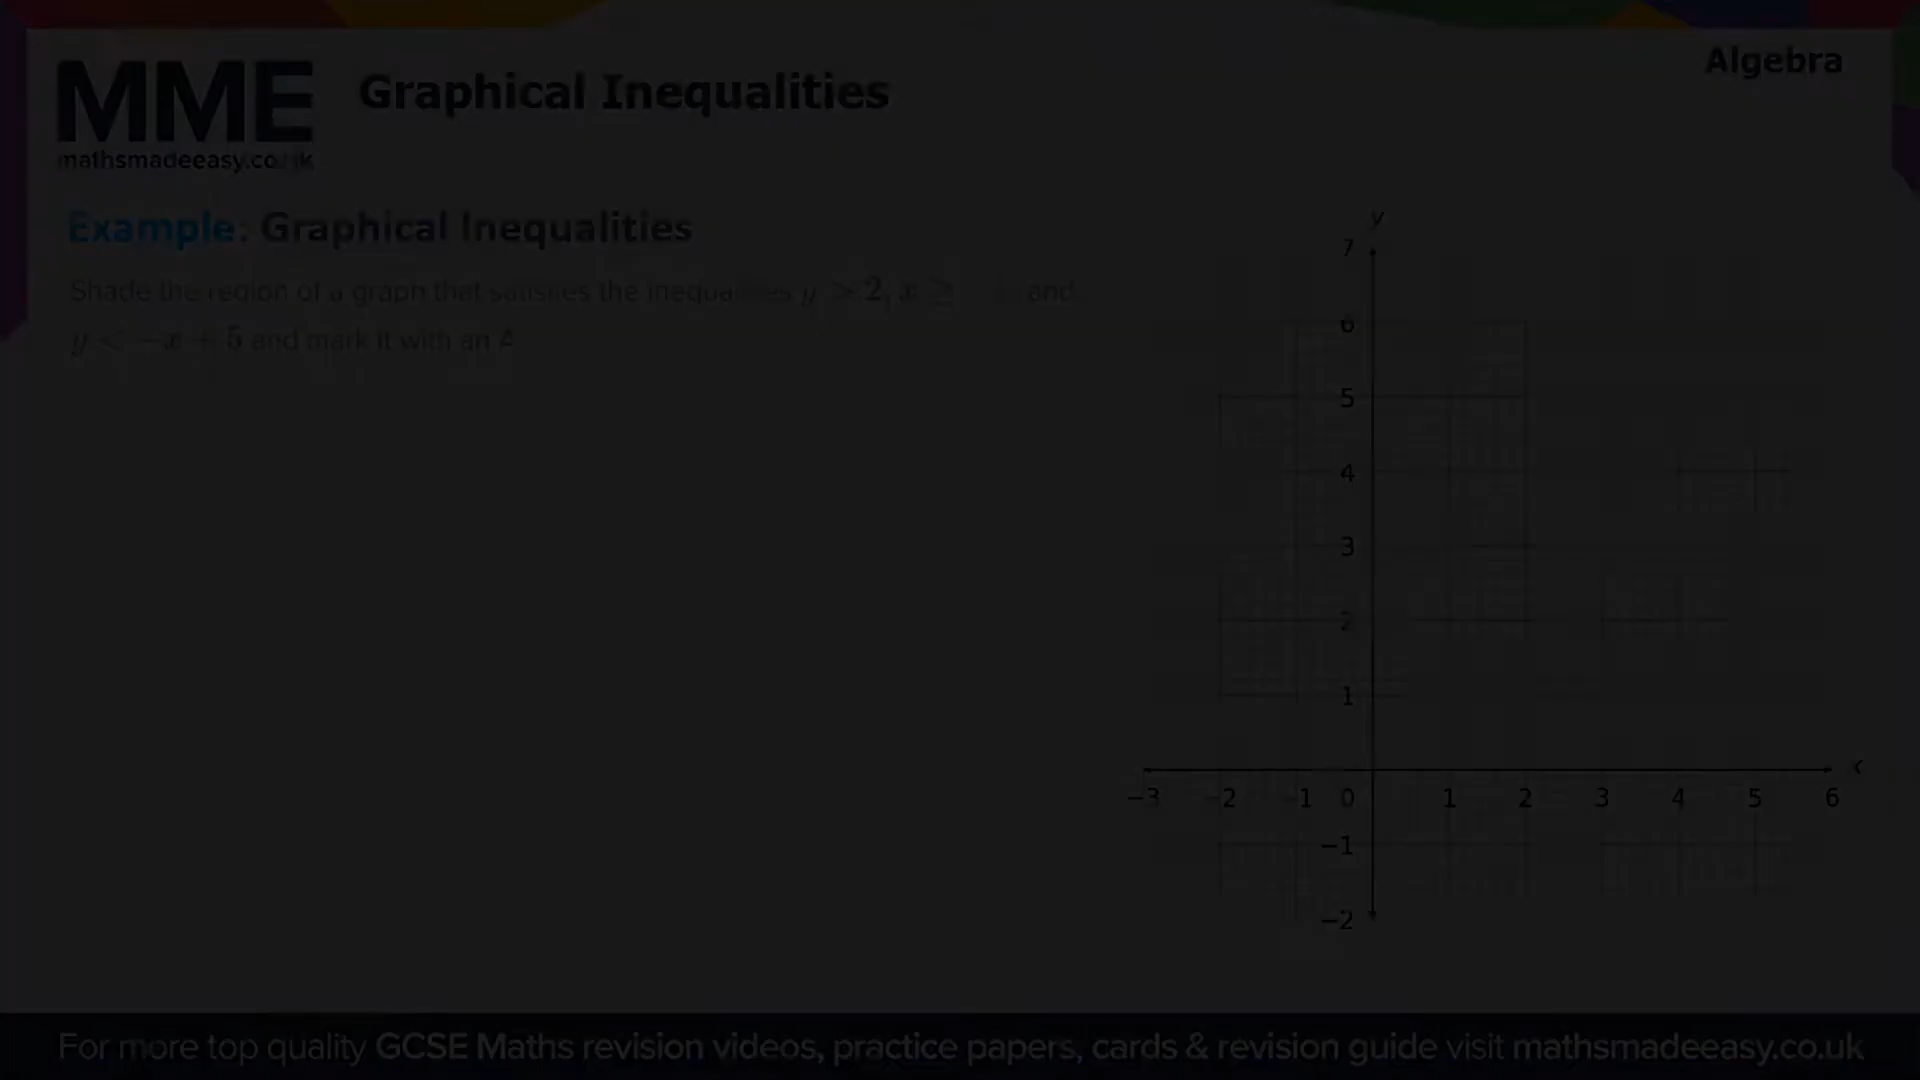 Algebra
MME
Graphical Inequalities
mathsmadeeasy.co.uk
Example: Graphical Inequalities
Shade the region of a graph that satisfies the inequalities y > 2, x ≥ and
y < −x + 5 and mark it with an A
y
7
6
5
4
3
2
1
x
−3 −2 −1 0 1 2 3 4 5 6
−1
−2
For more top quality GCSE Maths revision videos, practice papers, cards & revision guide visit mathsmadeeasy.co.uk